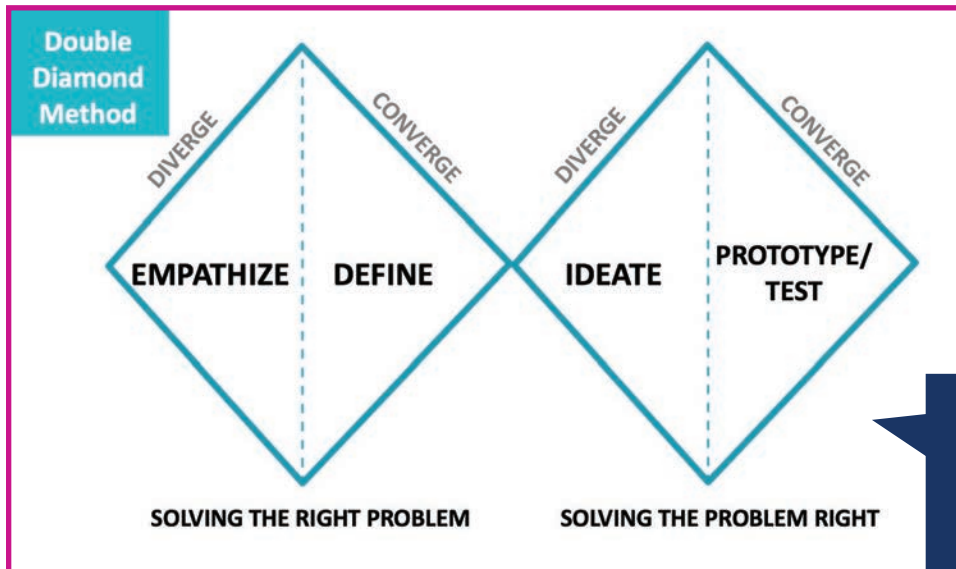 Double
Diamond
Method
DIVERGE
CONVERGE
DIVERGE
CONVERGE
EMPATHIZE
DEFINE
IDEATE
PROTOTYPE/
TEST
SOLVING THE RIGHT PROBLEM
SOLVING THE PROBLEM RIGHT